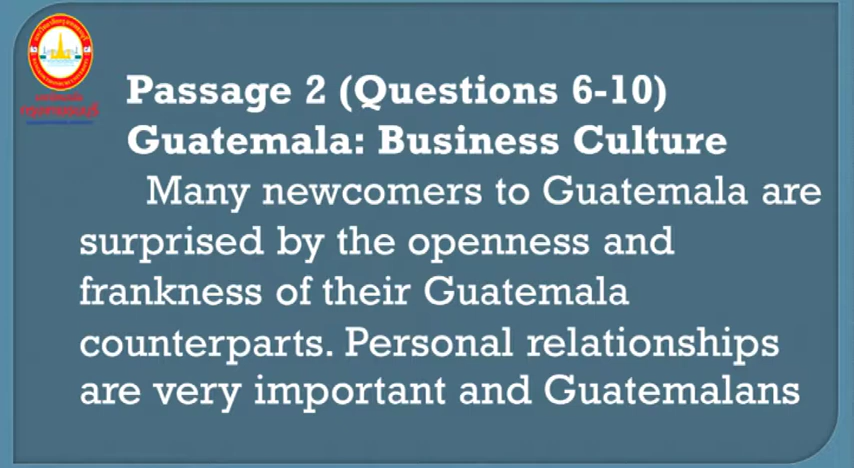 Passage 2 (Questions 6-10)
Guatemala: Business Culture
Many newcomers to Guatemala are
surprised by the openness and
frankness of their Guatemala
counterparts. Personal relationships
are very important and Guatemalans